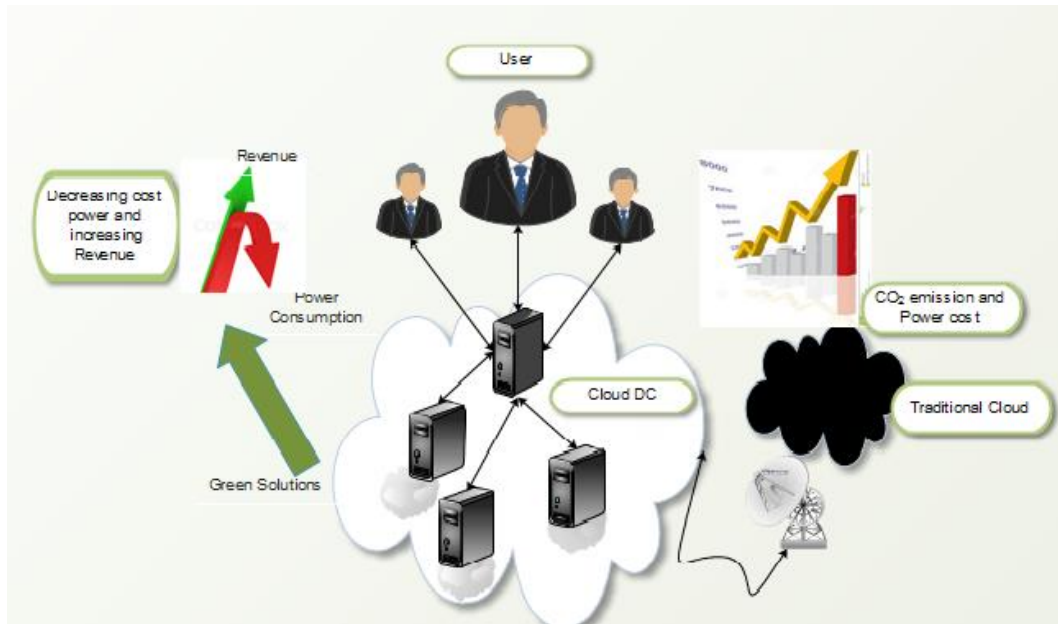 User
Revenue
Decreasing cost
power and
increasing
Revenue
Power
Consumption
CO₂ emission and
Power cost
Cloud DC
Traditional Cloud
Green Solutions